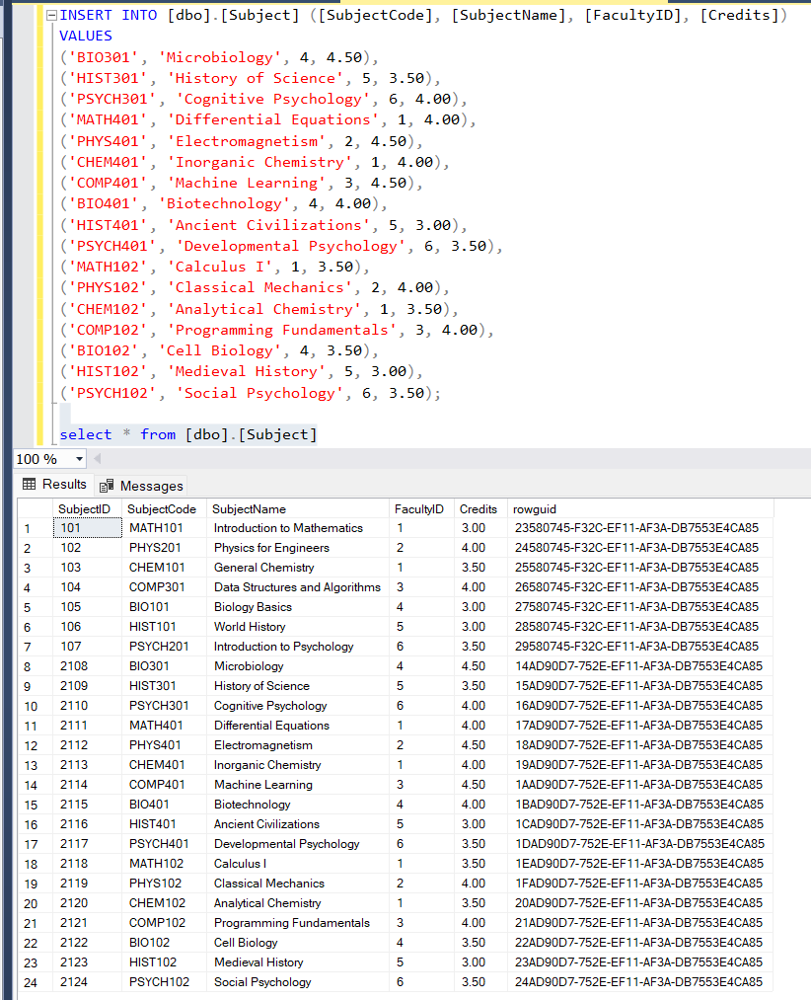 INSERT INTO [dbo].[Subject] ([SubjectCode], [SubjectName], [FacultyID], [Credits])
VALUES
('BIO301', 'Microbiology', 4, 4.50),
('HIST301', 'History of Science', 5, 3.50),
('PSYCH301', 'Cognitive Psychology', 6, 4.00),
('MATH401', 'Differential Equations', 1, 4.00),
('PHYS401', 'Electromagnetism', 2, 4.50),
('CHEM401', 'Inorganic Chemistry', 1, 4.00),
('COMP401', 'Machine Learning', 3, 4.50),
('BIO401', 'Biotechnology', 4, 4.00),
('HIST401', 'Ancient Civilizations', 5, 3.00),
('PSYCH401', 'Developmental Psychology', 6, 3.50),
('MATH102', 'Calculus I', 1, 3.50),
('PHYS102', 'Classical Mechanics', 2, 4.00),
('CHEM102', 'Analytical Chemistry', 1, 3.50),
('COMP102', 'Programming Fundamentals', 3, 4.00),
('BIO102', 'Cell Biology', 4, 3.50),
('HIST102', 'Medieval History', 5, 3.00),
('PSYCH102', 'Social Psychology', 6, 3.50);
select * from [dbo].[Subject]
100 %
Results Messages
SubjectID SubjectCode SubjectName FacultyID Credits rowguid
1 101 MATH101 Introduction to Mathematics 1 3.00 23580745-F32C-EF11-AF3A-DB7553E4CA85
2 102 PHYS201 Physics for Engineers 2 4.00 24580745-F32C-EF11-AF3A-DB7553E4CA85
3 103 CHEM101 General Chemistry 1 3.50 25580745-F32C-EF11-AF3A-DB7553E4CA85
4 104 COMP301 Data Structures and Algorithms 3 4.00 26580745-F32C-EF11-AF3A-DB7553E4CA85
5 105 BIO101 Biology Basics 4 3.00 27580745-F32C-EF11-AF3A-DB7553E4CA85
6 106 HIST101 World History 5 3.00 28580745-F32C-EF11-AF3A-DB7553E4CA85
7 107 PSYCH201 Introduction to Psychology 6 3.50 29580745-F32C-EF11-AF3A-DB7553E4CA85
8 2108 BIO301 Microbiology 4 4.50 14AD90D7-752E-EF11-AF3A-DB7553E4CA85
9 2109 HIST301 History of Science 5 3.50 15AD90D7-752E-EF11-AF3A-DB7553E4CA85
10 2110 PSYCH301 Cognitive Psychology 6 4.00 16AD90D7-752E-EF11-AF3A-DB7553E4CA85
11 2111 MATH401 Differential Equations 1 4.00 17AD90D7-752E-EF11-AF3A-DB7553E4CA85
12 2112 PHYS401 Electromagnetism 2 4.50 18AD90D7-752E-EF11-AF3A-DB7553E4CA85
13 2113 CHEM401 Inorganic Chemistry 1 4.00 19AD90D7-752E-EF11-AF3A-DB7553E4CA85
14 2114 COMP401 Machine Learning 3 4.50 1AAD90D7-752E-EF11-AF3A-DB7553E4CA85
15 2115 BIO401 Biotechnology 4 4.00 1BAD90D7-752E-EF11-AF3A-DB7553E4CA85
16 2116 HIST401 Ancient Civilizations 5 3.00 1CAD90D7-752E-EF11-AF3A-DB7553E4CA85
17 2117 PSYCH401 Developmental Psychology 6 3.50 1DAD90D7-752E-EF11-AF3A-DB7553E4CA85
18 2118 MATH102 Calculus I 1 3.50 1EAD90D7-752E-EF11-AF3A-DB7553E4CA85
19 2119 PHYS102 Classical Mechanics 2 4.00 1FAD90D7-752E-EF11-AF3A-DB7553E4CA85
20 2120 CHEM102 Analytical Chemistry 1 3.50 20AD90D7-752E-EF11-AF3A-DB7553E4CA85
21 2121 COMP102 Programming Fundamentals 3 4.00 21AD90D7-752E-EF11-AF3A-DB7553E4CA85
22 2122 BIO102 Cell Biology 4 3.50 22AD90D7-752E-EF11-AF3A-DB7553E4CA85
23 2123 HIST102 Medieval History 5 3.00 23AD90D7-752E-EF11-AF3A-DB7553E4CA85
24 2124 PSYCH102 Social Psychology 6 3.50 24AD90D7-752E-EF11-AF3A-DB7553E4CA85